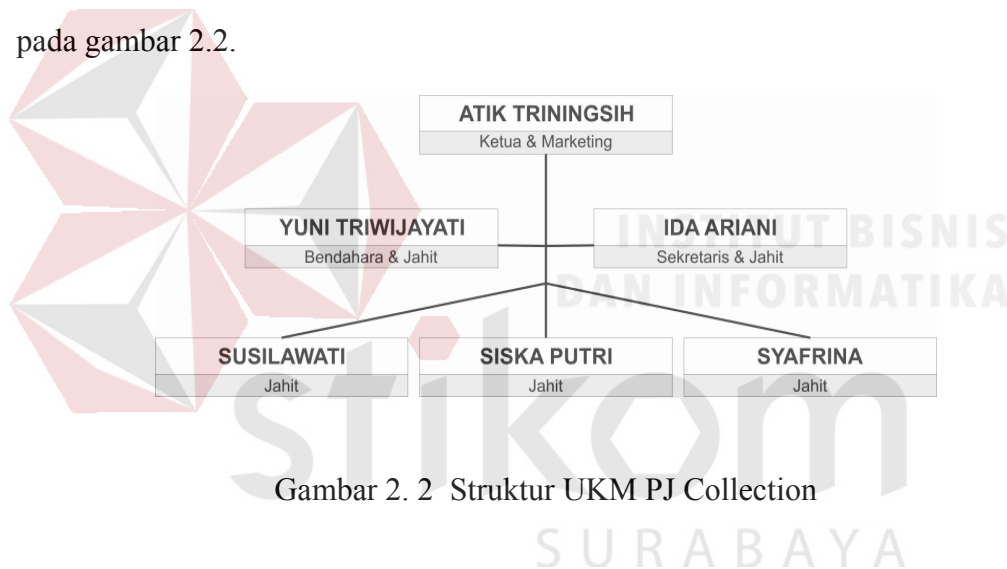 pada gambar 2.2.
ATIK TRININGSIH
Ketua & Marketing
YUNI TRIWIJAYATI
Bendahara & Jahit
IDA ARIANI
Sekretaris & Jahit
INSTITUT BISNIS
DAN INFORMATIKA
SUSILAWATI
Jahit
SISKA PUTRI
Jahit
SYAFRINA
Jahit
stikom
Gambar 2. 2 Struktur UKM PJ Collection
SURABAYA